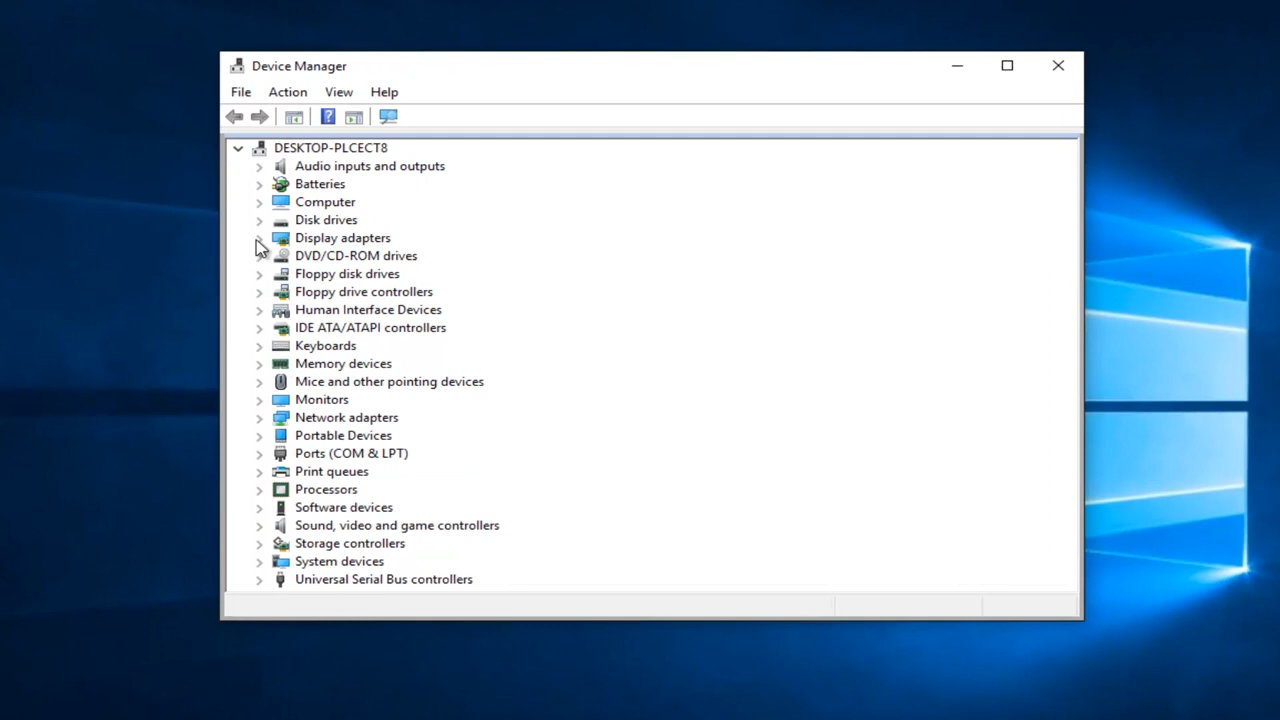 Device Manager
File Action View Help
DESKTOP-PLCECT8
Audio inputs and outputs
Batteries
Computer
Disk drives
Display adapters
DVD/CD-ROM drives
Floppy disk drives
Floppy drive controllers
Human Interface Devices
IDE ATA/ATAPI controllers
Keyboards
Memory devices
Mice and other pointing devices
Monitors
Network adapters
Portable Devices
Ports (COM & LPT)
Print queues
Processors
Software devices
Sound, video and game controllers
Storage controllers
System devices
Universal Serial Bus controllers